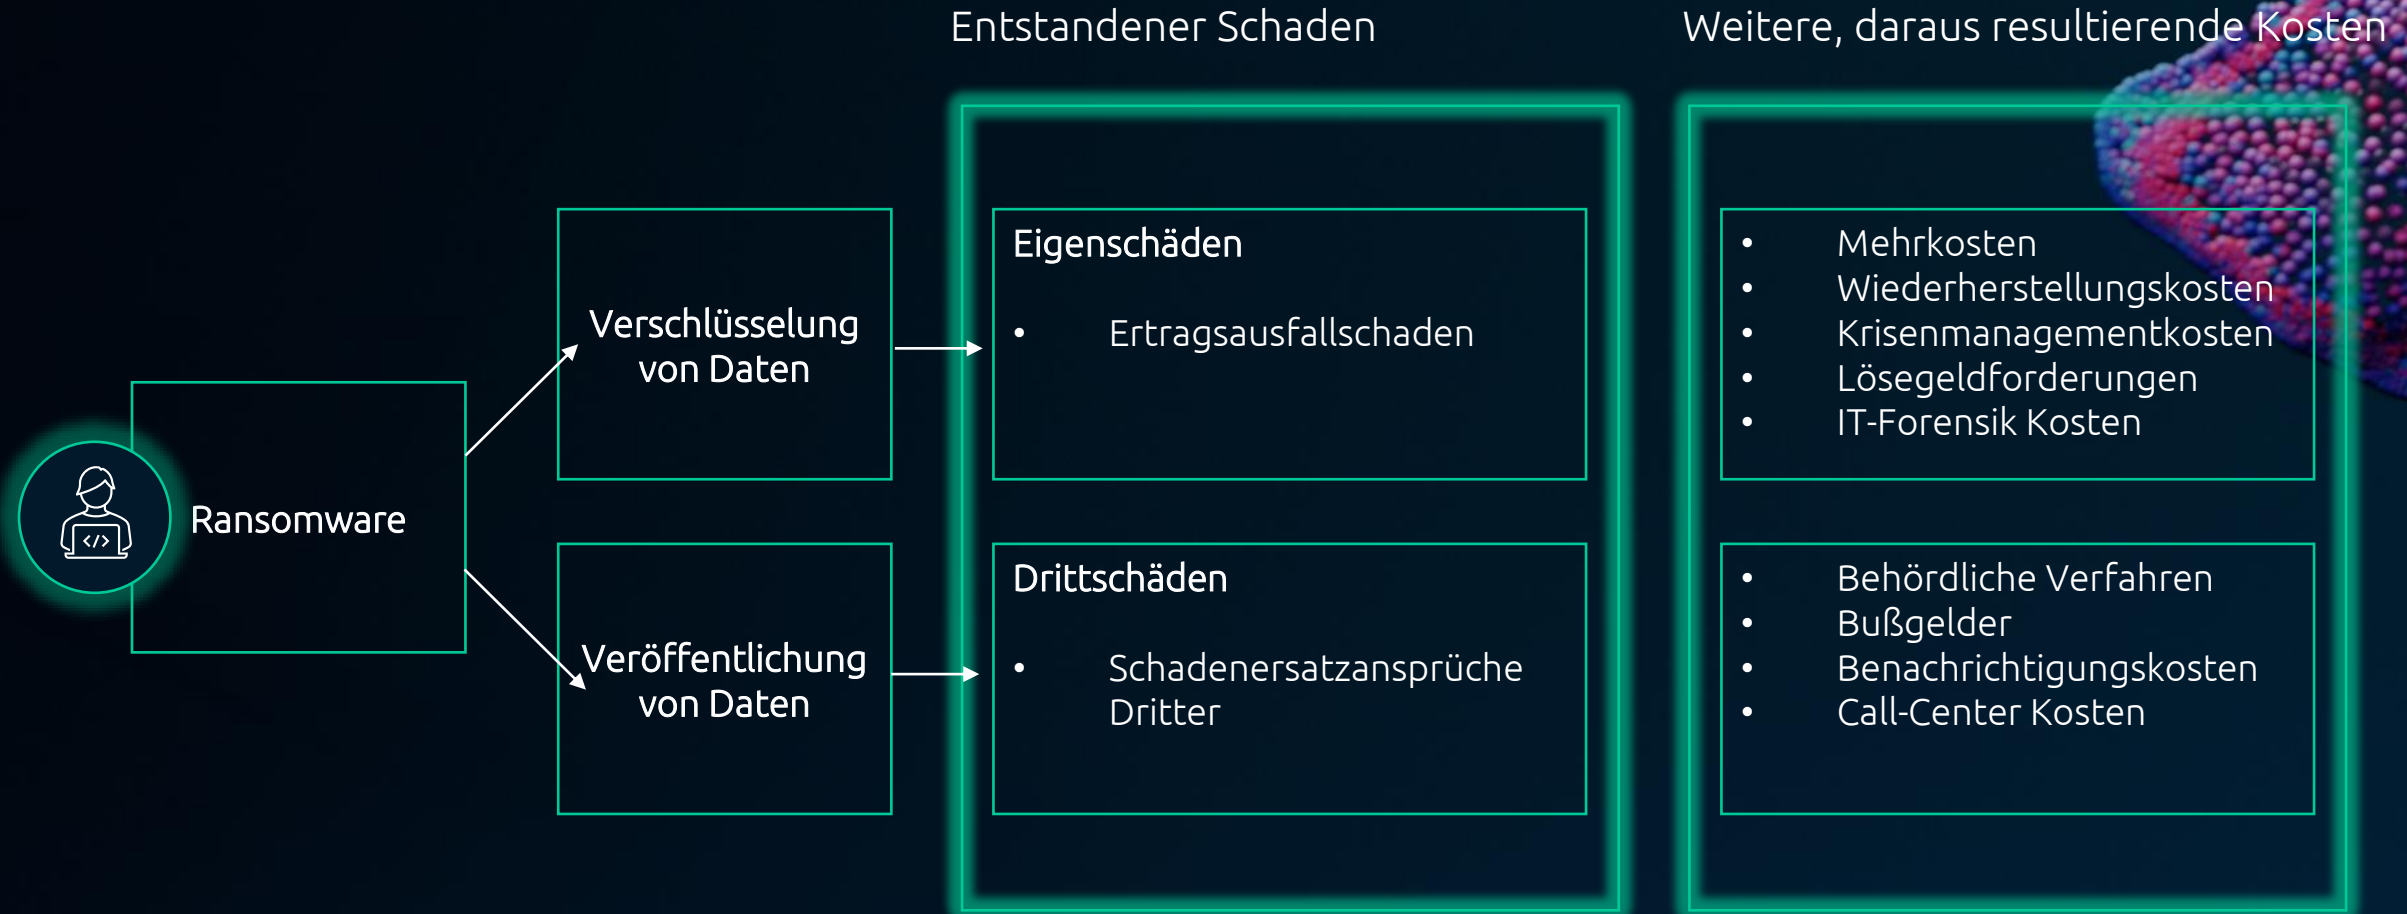 Entstandener Schaden
Weitere, daraus resultierende Kosten
</>
Ransomware
Verschlüsselung
von Daten
Eigenschäden
• Ertragsausfallschaden
• Mehrkosten
• Wiederherstellungskosten
• Krisenmanagementkosten
• Lösegeldforderungen
• IT-Forensik Kosten
Veröffentlichung
von Daten
Drittschäden
• Schadenersatzansprüche
Dritter
• Behördliche Verfahren
• Bußgelder
• Benachrichtigungskosten
• Call-Center Kosten